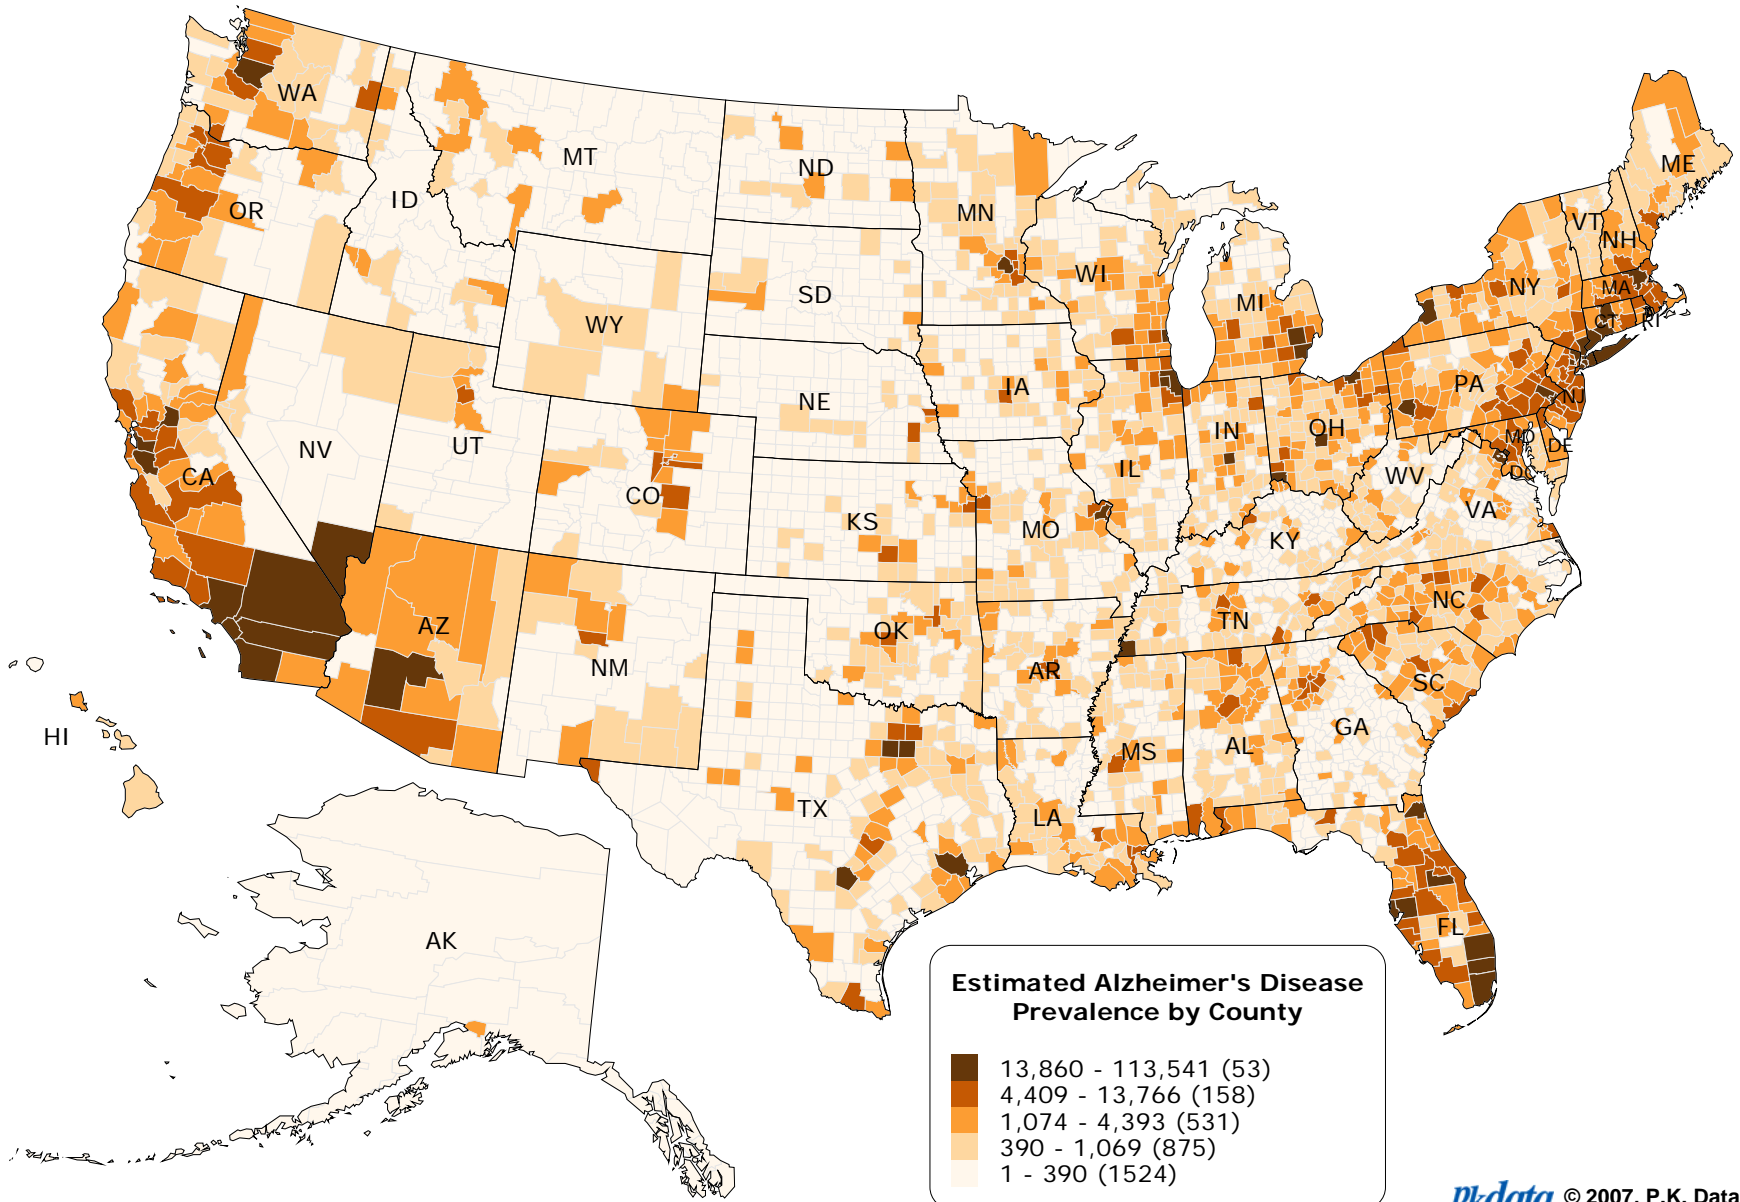 WA
MT
ND
MN
ME
ID
OR
VT
NH
WI
MI
NY
MA
SD
WY
CT
RI
IA
PA
NE
NJ
NV
UT
IN
OH
MD
DE
IL
WV
DC
CA
CO
KS
MO
VA
KY
AZ
NM
OK
TN
NC
AR
SC
HI
MS
AL
GA
TX
LA
FL
AK
Estimated Alzheimer's Disease
Prevalence by County
13,860 - 113,541 (53)
4,409 - 13,766 (158)
1,074 - 4,393 (531)
390 - 1,069 (875)
1 - 390 (1524)
pkdata © 2007, P.K. Data